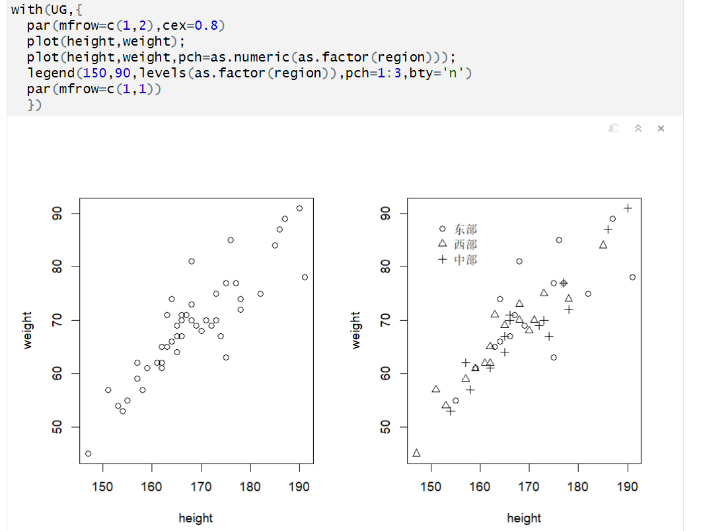 with(UG,{
par(mfrow=c(1,2),cex=0.8)
plot(height,weight);
plot(height,weight,pch=as.numeric(as.factor(region)));
legend(150,90,levels(as.factor(region)),pch=1:3,bty='n')
par(mfrow=c(1,1))
})
90
80
70
60
50
weight
150 160 170 180 190
height
东部
西部
中部
90
80
70
60
50
weight
150 160 170 180 190
height